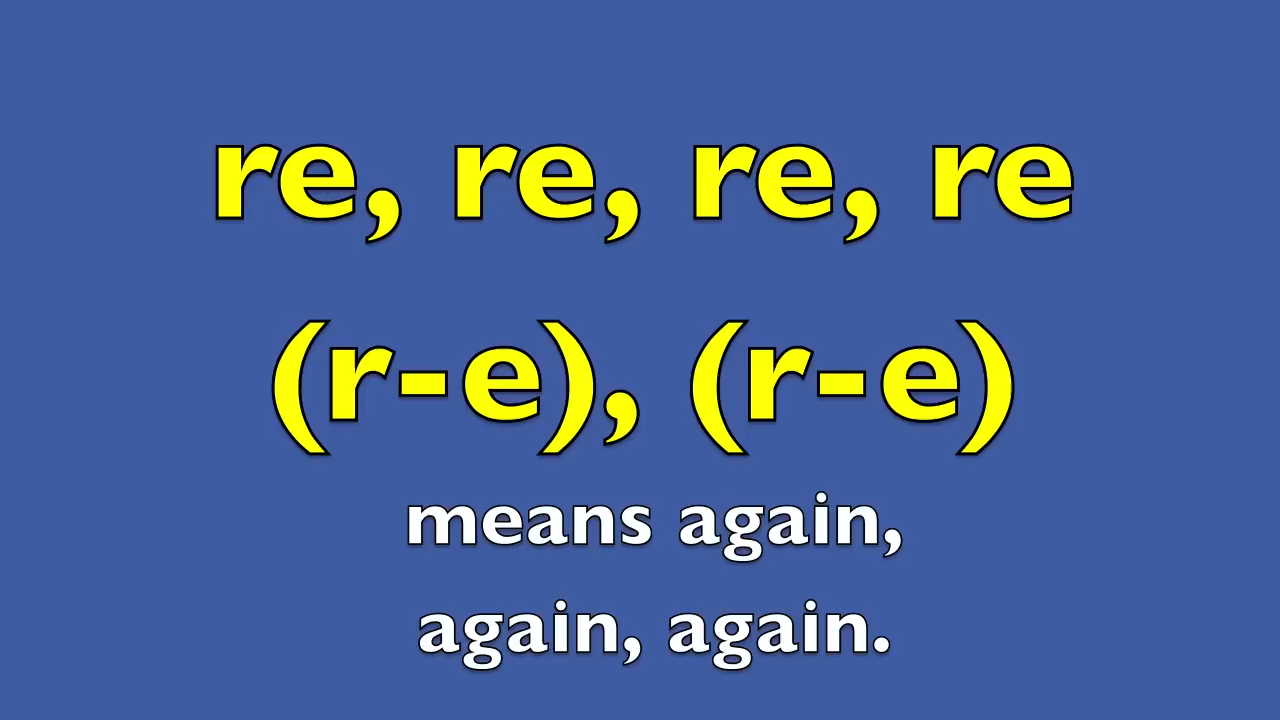 re, re, re, re
(r-e), (r-e)
means again,
again, again.